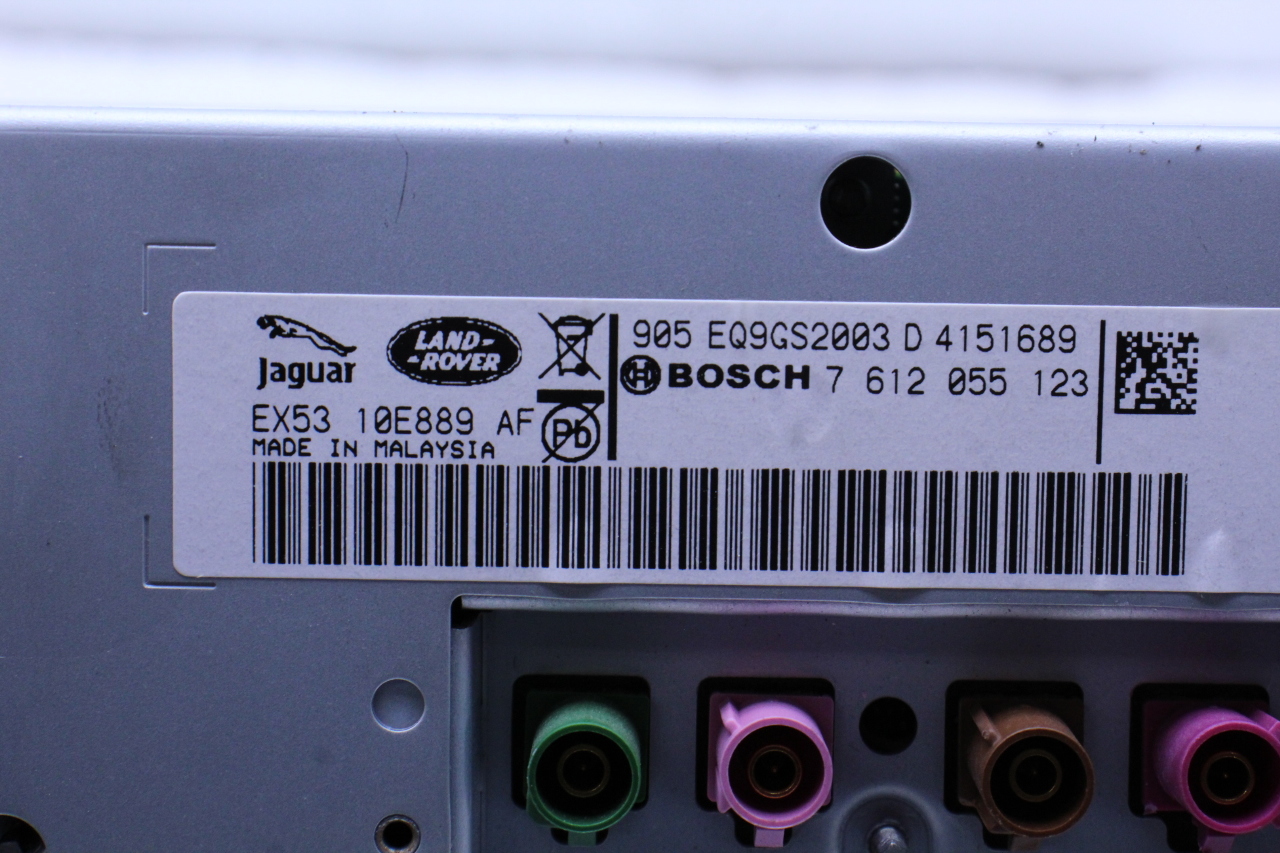 Jaguar
LAND-
-ROVER
EX53 10E889 AF
MADE IN MALAYSIA
Pb
905 EQ9GS2003 D 4151689
BOSCH 7 612 055 123